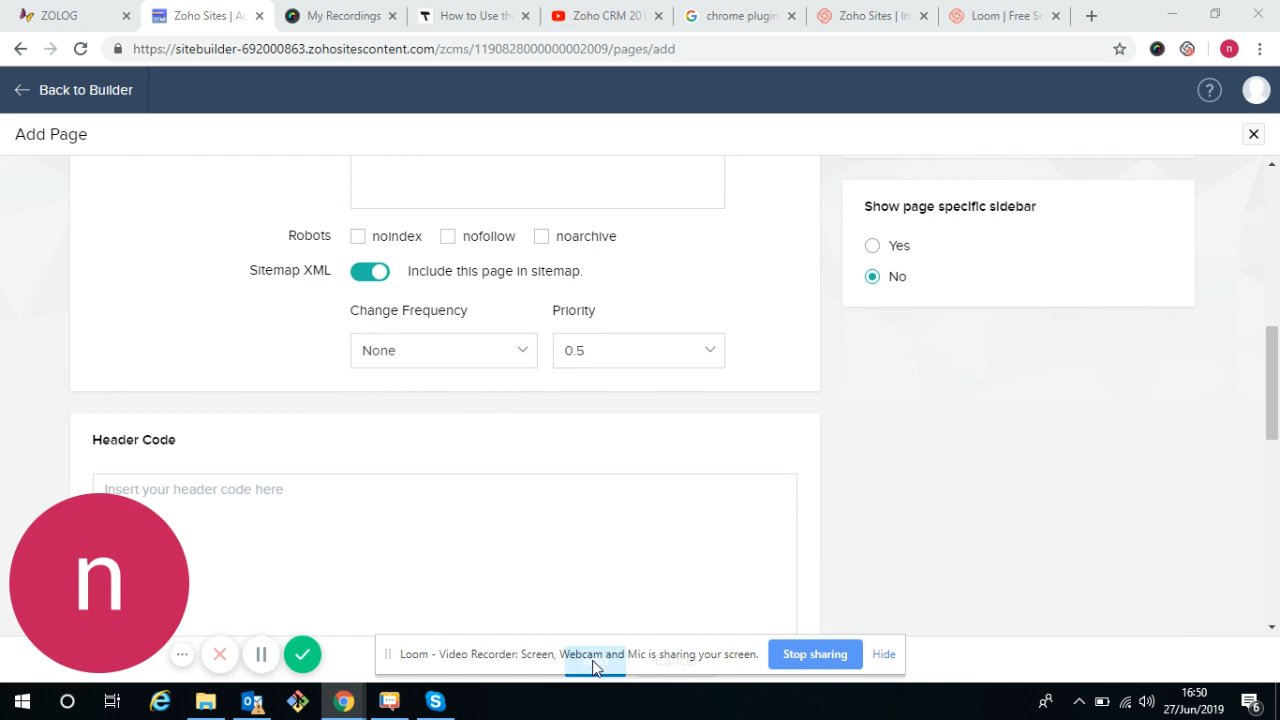 ZOLOG
Zoho Sites | A
My Recordings
How to Use th
Zoho CRM 201
chrome plugin
Zoho Sites | In
Loom | Free Sc
https://sitebuilder-692000863.zohositescontent.com/zcms/1190828000000002009/pages/add
n
Back to Builder
?
Add Page
Robots
noindex
nofollow
noarchive
Sitemap XML
Include this page in sitemap.
Change Frequency
Priority
None
0.5
Show page specific sidebar
Yes
No
Header Code
Insert your header code here
n
Loom - Video Recorder: Screen, Webcam and Mic is sharing your screen.
Stop sharing
Hide
Cancel
16:50
27/Jun/2019
6